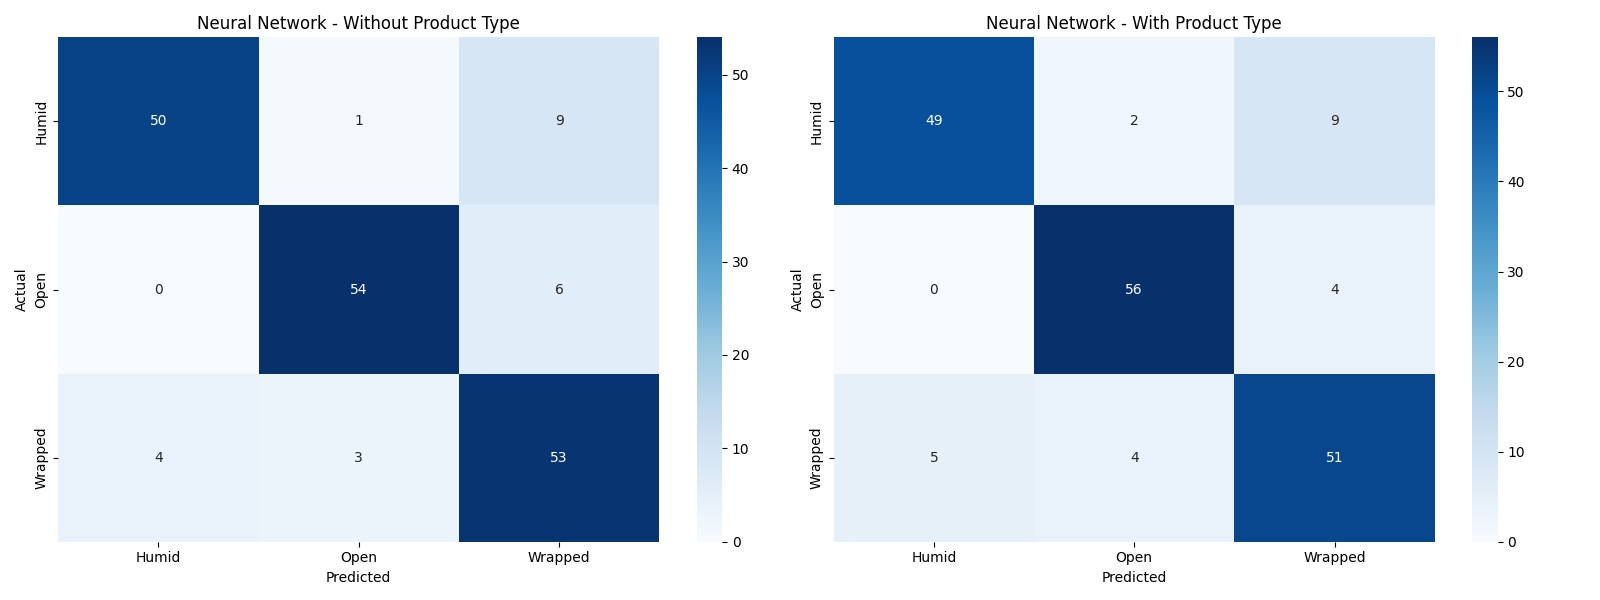 Neural Network - Without Product Type
Humid
50 1 9
Actual
Open
0 54 6
Wrapped
4 3 53
Humid Open Wrapped
Predicted
50
40
30
20
10
0
Neural Network - With Product Type
Humid
49 2 9
Actual
Open
0 56 4
Wrapped
5 4 51
Humid Open Wrapped
Predicted
50
40
30
20
10
0